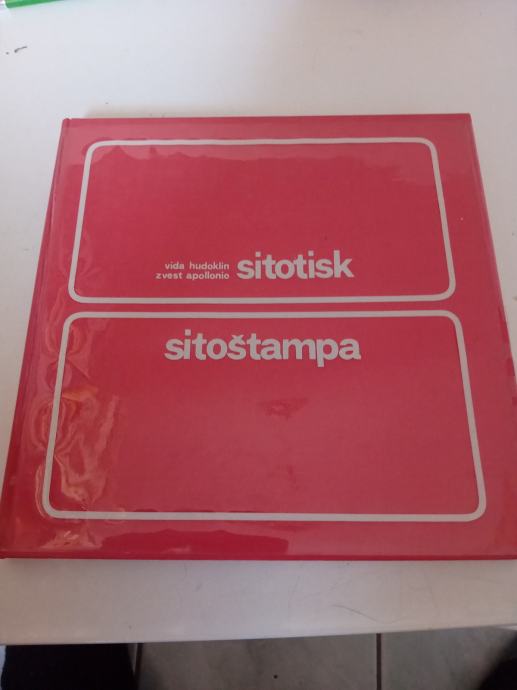 vida hudoklin
zvest apollonio sitotisk
sitoštampa